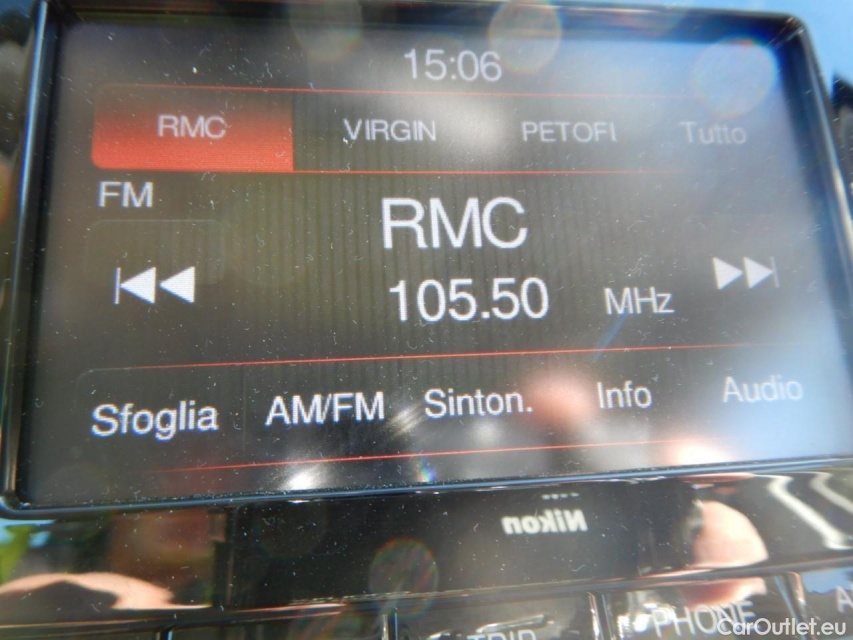 15:06
RMC VIRGIN PETOFI Tutto
FM
RMC
105.50 MHz
Sfoglia AM/FM Sinton. Info Audio
Nikon
TRIP PHONE A
CarOutlet.eu